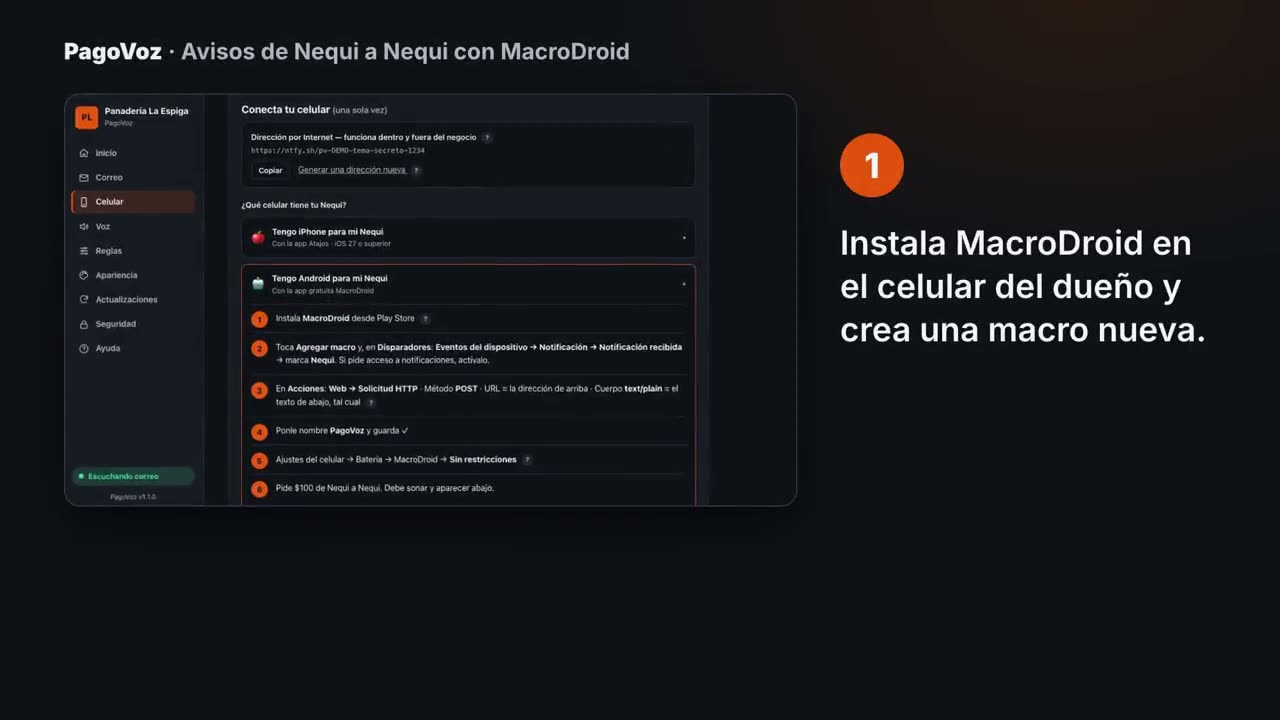 PagoVoz · Avisos de Nequi a Nequi con MacroDroid
PL
Panadería La Espiga
PagoVoz
Inicio
Correo
Celular
Voz
Reglas
Apariencia
Actualizaciones
Seguridad
Ayuda
Escuchando correo
PagoVoz v1.1.0
Conecta tu celular (una sola vez)
Dirección por Internet — funciona dentro y fuera del negocio ?
https://ntfy.sh/pv-DEMO-tema-secreto-1234
Copiar Generar una dirección nueva ?
¿Qué celular tiene tu Nequi?
Tengo iPhone para mi Nequi
Con la app Atajos · iOS 27 o superior
Tengo Android para mi Nequi
Con la app gratuita MacroDroid
1 Instala MacroDroid desde Play Store ?
2 Toca Agregar macro y, en Disparadores: Eventos del dispositivo → Notificación → Notificación recibida
→ marca Nequi. Si pide acceso a notificaciones, actívalo.
3 En Acciones: Web → Solicitud HTTP · Método POST · URL = la dirección de arriba · Cuerpo text/plain = el
texto de abajo, tal cual ?
4 Ponle nombre PagoVoz y guarda ✓
5 Ajustes del celular → Batería → MacroDroid → Sin restricciones ?
6 Pide $100 de Nequi a Nequi. Debe sonar y aparecer abajo.
1
Instala MacroDroid en
el celular del dueño y
crea una macro nueva.